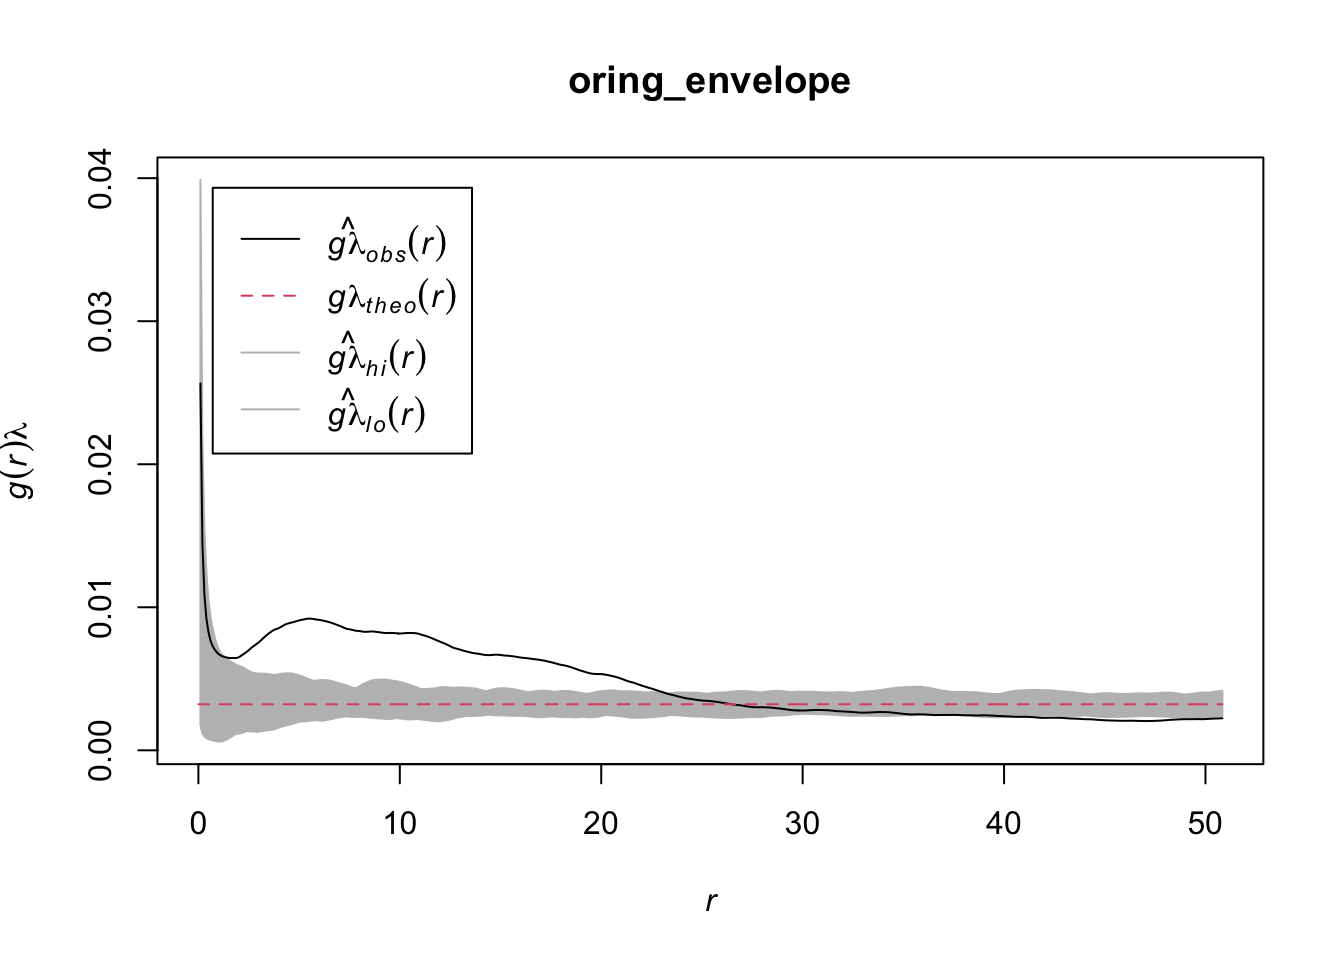 oring_envelope
g(r)λ
0.04
0.03
0.02
0.01
0.00
ĝλ_obs(r)
gλ_theo(r)
ĝλ_hi(r)
ĝλ_lo(r)
0 10 20 30 40 50
r